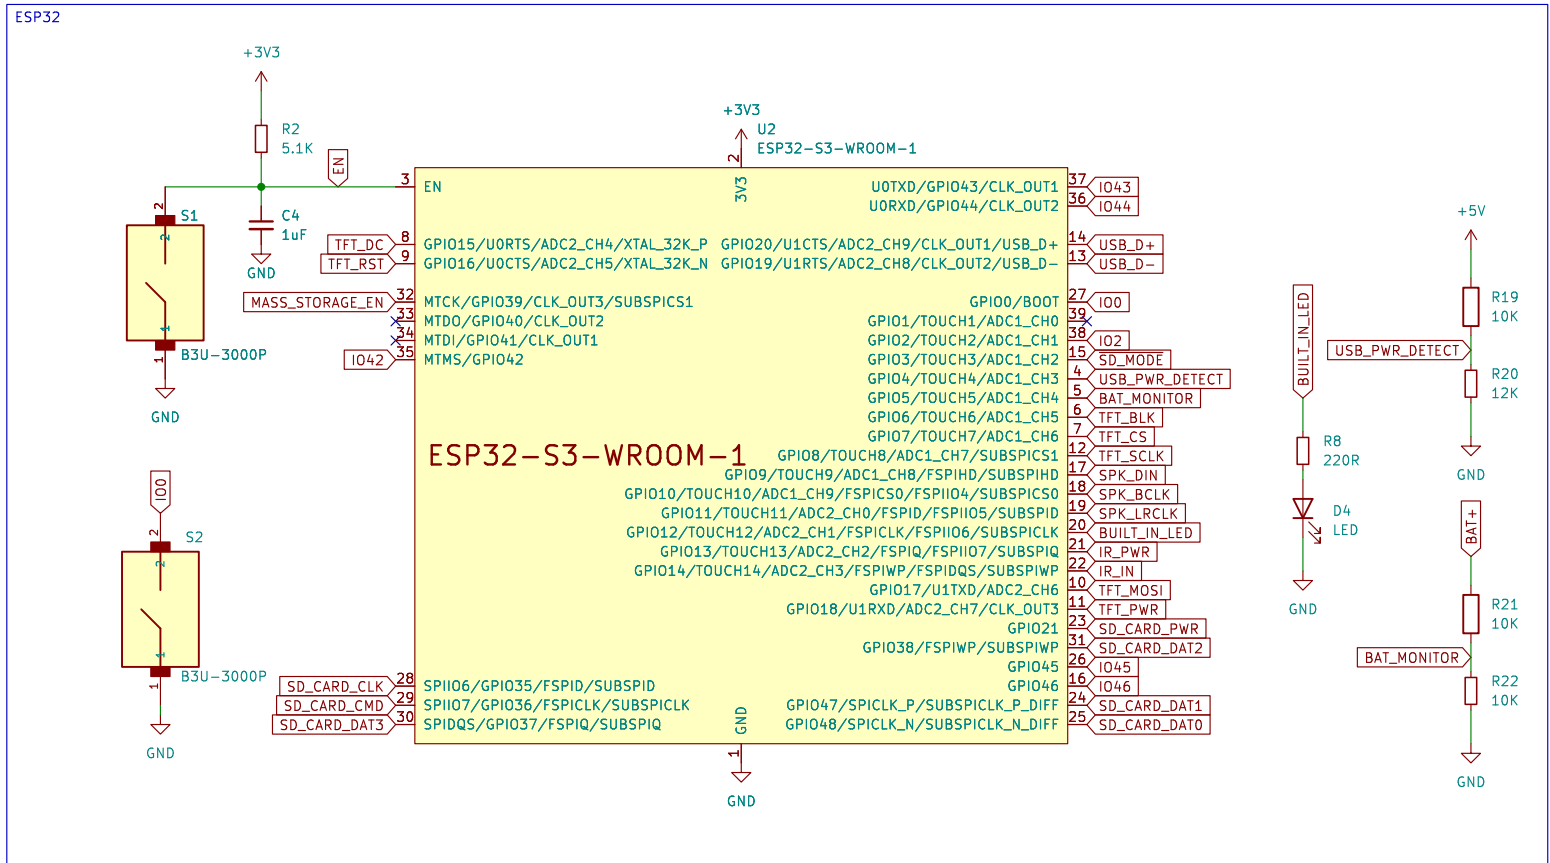 ESP32
+3V3
R2
5.1K
EN
S1
2
2
1
1
B3U-3000P
GND
C4
1uF
GND
IO0
S2
2
2
1
1
B3U-3000P
GND
+3V3
U2
ESP32-S3-WROOM-1
2
3V3
ESP32-S3-WROOM-1
GND
1
GND
3 EN
TFT_DC 8 GPIO15/U0RTS/ADC2_CH4/XTAL_32K_P
TFT_RST 9 GPIO16/U0CTS/ADC2_CH5/XTAL_32K_N
MASS_STORAGE_EN 32 MTCK/GPIO39/CLK_OUT3/SUBSPICS1
33 MTDO/GPIO40/CLK_OUT2
34 MTDI/GPIO41/CLK_OUT1
IO42 35 MTMS/GPIO42
SD_CARD_CLK 28 SPIIO6/GPIO35/FSPID/SUBSPID
SD_CARD_CMD 29 SPIIO7/GPIO36/FSPICLK/SUBSPICLK
SD_CARD_DAT3 30 SPIDQS/GPIO37/FSPIQ/SUBSPIQ
U0TXD/GPIO43/CLK_OUT1 37 IO43
U0RXD/GPIO44/CLK_OUT2 36 IO44
GPIO20/U1CTS/ADC2_CH9/CLK_OUT1/USB_D+ 14 USB_D+
GPIO19/U1RTS/ADC2_CH8/CLK_OUT2/USB_D- 13 USB_D-
GPIO0/BOOT 27 IO0
GPIO1/TOUCH1/ADC1_CH0 39
GPIO2/TOUCH2/ADC1_CH1 38 IO2
GPIO3/TOUCH3/ADC1_CH2 15 SD_MODE
GPIO4/TOUCH4/ADC1_CH3 4 USB_PWR_DETECT
GPIO5/TOUCH5/ADC1_CH4 5 BAT_MONITOR
GPIO6/TOUCH6/ADC1_CH5 6 TFT_BLK
GPIO7/TOUCH7/ADC1_CH6 7 TFT_CS
GPIO8/TOUCH8/ADC1_CH7/SUBSPICS1 12 TFT_SCLK
GPIO9/TOUCH9/ADC1_CH8/FSPIHD/SUBSPIHD 17 SPK_DIN
GPIO10/TOUCH10/ADC1_CH9/FSPICS0/FSPIIO4/SUBSPICS0 18 SPK_BCLK
GPIO11/TOUCH11/ADC2_CH0/FSPID/FSPIIO5/SUBSPID 19 SPK_LRCLK
GPIO12/TOUCH12/ADC2_CH1/FSPICLK/FSPIIO6/SUBSPICLK 20 BUILT_IN_LED
GPIO13/TOUCH13/ADC2_CH2/FSPIQ/FSPIIO7/SUBSPIQ 21 IR_PWR
GPIO14/TOUCH14/ADC2_CH3/FSPIWP/FSPIDQS/SUBSPIWP 22 IR_IN
GPIO17/U1TXD/ADC2_CH6 10 TFT_MOSI
GPIO18/U1RXD/ADC2_CH7/CLK_OUT3 11 TFT_PWR
GPIO21 23 SD_CARD_PWR
GPIO38/FSPIWP/SUBSPIWP 31 SD_CARD_DAT2
GPIO45 26 IO45
GPIO46 16 IO46
GPIO47/SPICLK_P/SUBSPICLK_P_DIFF 24 SD_CARD_DAT1
GPIO48/SPICLK_N/SUBSPICLK_N_DIFF 25 SD_CARD_DAT0
BUILT_IN_LED
R8
220R
D4
LED
GND
+5V
R19
10K
USB_PWR_DETECT
R20
12K
GND
BAT+
R21
10K
BAT_MONITOR
R22
10K
GND